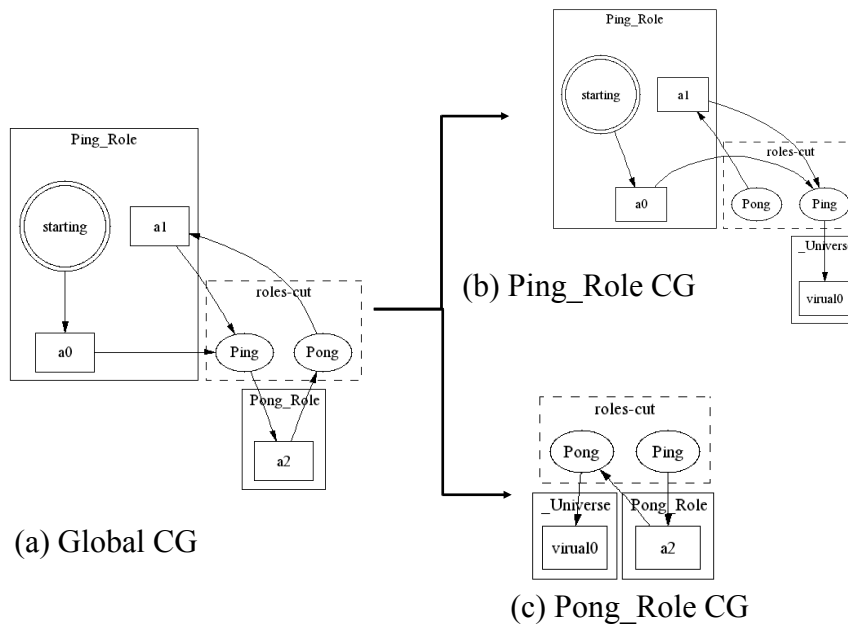 Ping_Role
starting
a1
a0
roles-cut
Ping
Pong
Pong_Role
a2
(a) Global CG
Ping_Role
starting
a1
roles-cut
a0
Pong
Ping
_Universe
virual0
(b) Ping_Role CG
roles-cut
Pong
Ping
_Universe
Pong_Role
virual0
a2
(c) Pong_Role CG